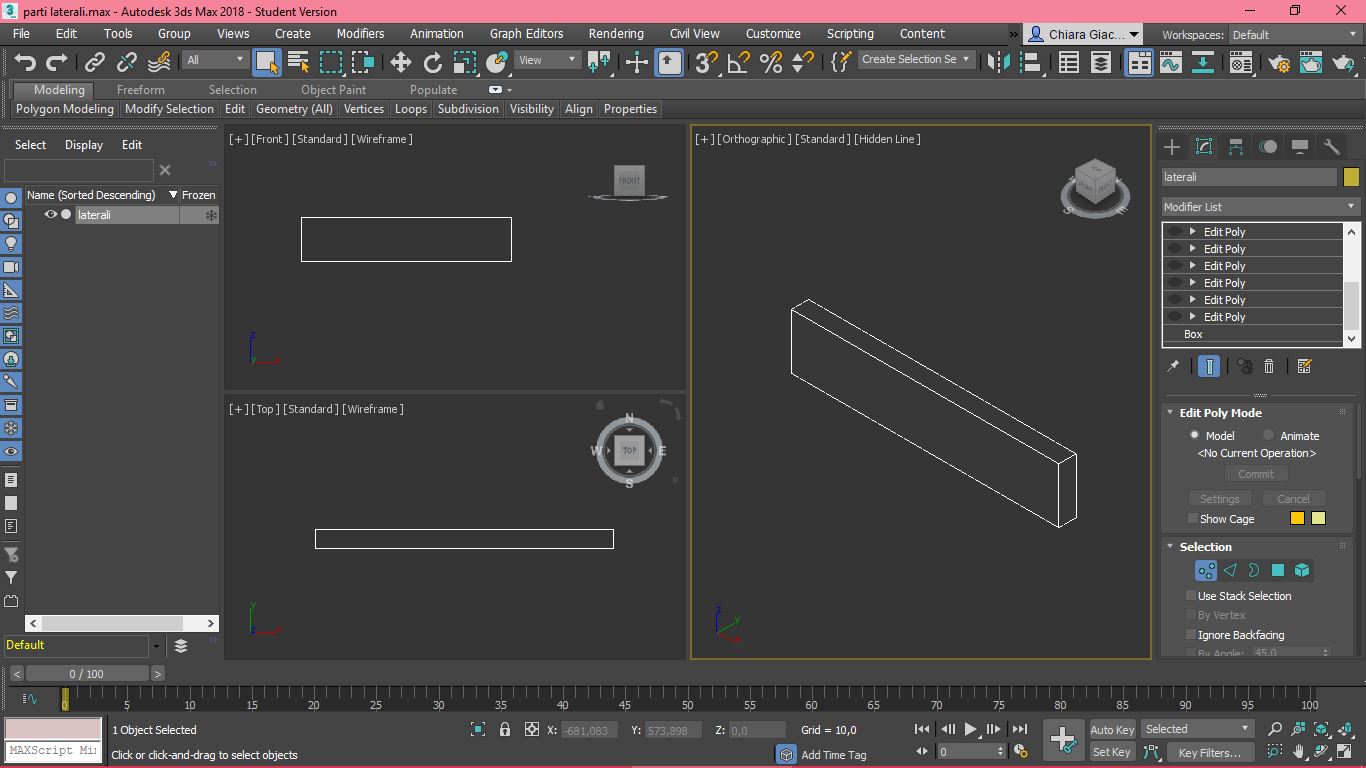 parti laterali.max - Autodesk 3ds Max 2018 - Student Version
File Edit Tools Group Views Create Modifiers Animation Graph Editors Rendering Civil View Customize Scripting Content » Chiara Giac... Workspaces: Default
All View Create Selection Se
Modeling Freeform Selection Object Paint Populate
Polygon Modeling Modify Selection Edit Geometry (All) Vertices Loops Subdivision Visibility Align Properties
Select Display Edit
Name (Sorted Descending) Frozen
laterali
Default
[+] [Front ] [Standard ] [Wireframe ]
FRONT
z
x
y
[+] [Top ] [Standard ] [Wireframe ]
N
W TOP E
S
y
z x
[+] [Orthographic ] [Standard ] [Hidden Line ]
TOP
FRONT
S E
z
y
x
laterali
Modifier List
Edit Poly
Edit Poly
Edit Poly
Edit Poly
Edit Poly
Edit Poly
Box
Edit Poly Mode
Model Animate
<No Current Operation>
Commit
Settings Cancel
Show Cage
Selection
Use Stack Selection
By Vertex
Ignore Backfacing
By Angle: 45,0
< 0 / 100 >
0 5 10 15 20 25 30 35 40 45 50 55 60 65 70 75 80 85 90 95 100
MAXScript Mi
1 Object Selected
Click or click-and-drag to select objects
X: -681,083 Y: 573,898 Z: 0,0 Grid = 10,0
Add Time Tag
0
Auto Key Selected
Set Key Key Filters...